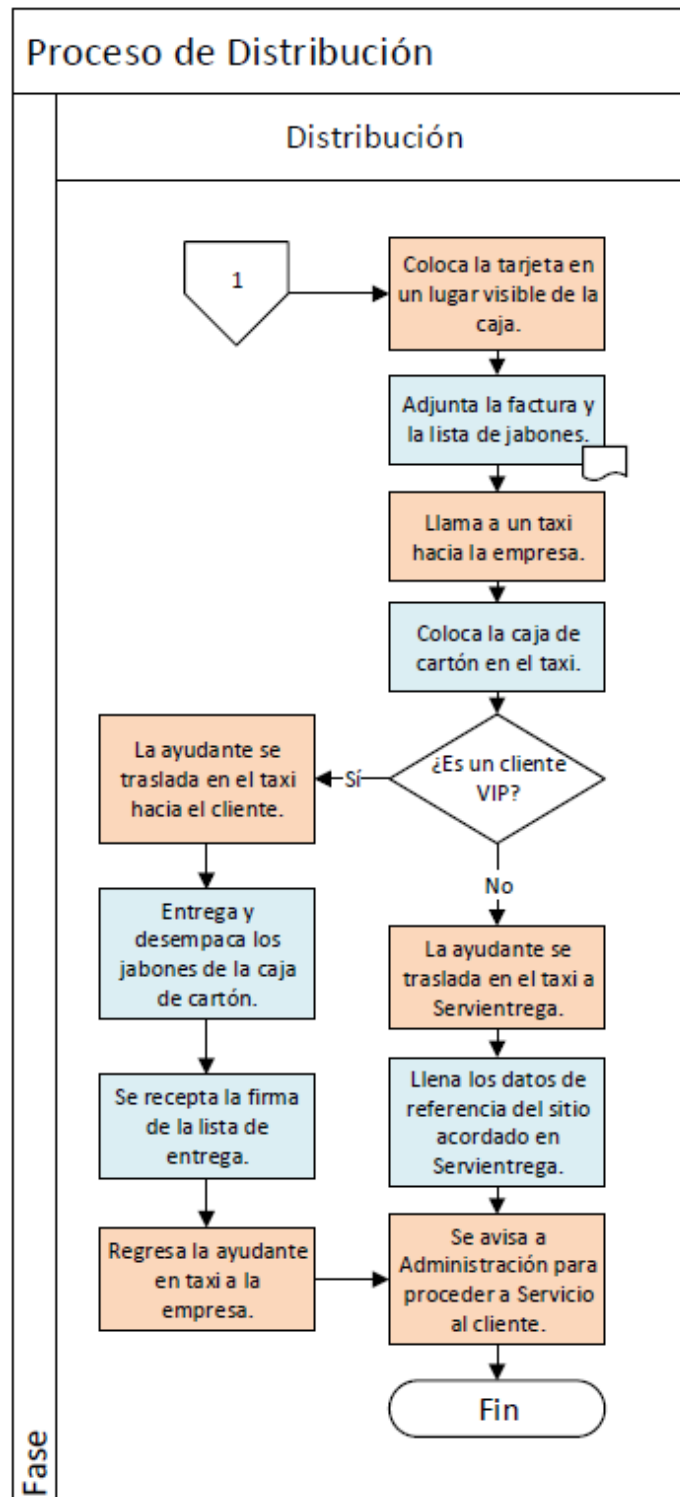 Proceso de Distribución
Distribución
1
Coloca la tarjeta en
un lugar visible de la
caja.
Adjunta la factura y
la lista de jabones.
Llama a un taxi
hacia la empresa.
Coloca la caja de
cartón en el taxi.
¿Es un cliente
VIP?
Sí
La ayudante se
traslada en el taxi
hacia el cliente.
Entrega y
desempaca los
jabones de la caja
de cartón.
Se recepta la firma
de la lista de
entrega.
Regresa la ayudante
en taxi a la
empresa.
No
La ayudante se
traslada en el taxi a
Servientrega.
Llena los datos de
referencia del sitio
acordado en
Servientrega.
Se avisa a
Administración para
proceder a Servicio
al cliente.
Fin
Fase